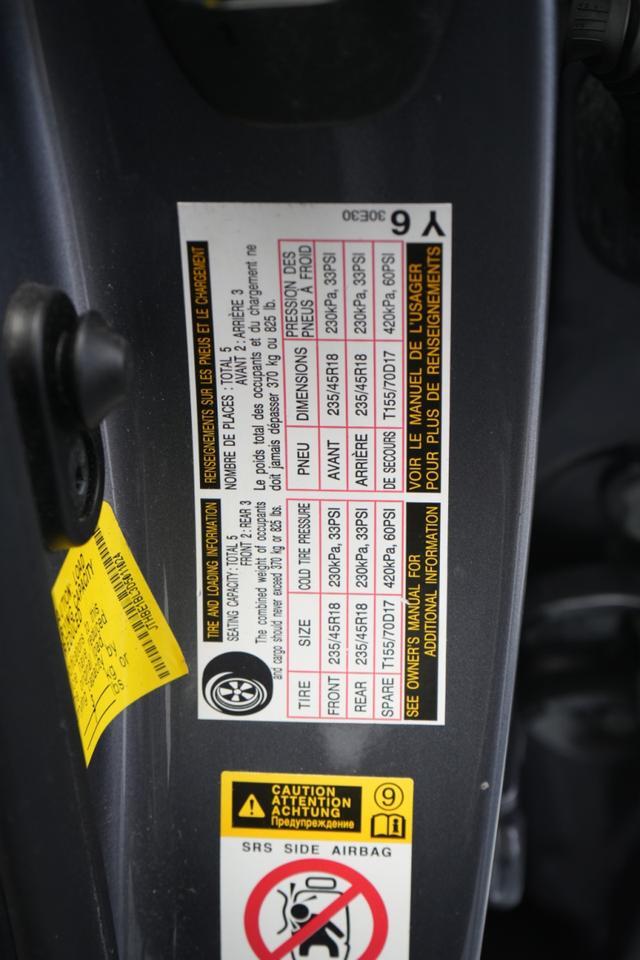 TIRE AND LOADING INFORMATION
SEATING CAPACITY: TOTAL 5
FRONT 2: REAR 3
The combined weight of occupants
and cargo should never exceed 370 kg or 825 lbs.
TIRE SIZE COLD TIRE PRESSURE
FRONT 235/45R18 230kPa, 33PSI
REAR 235/45R18 230kPa, 33PSI
SPARE T155/70D17 420kPa, 60PSI
SEE OWNER'S MANUAL FOR
ADDITIONAL INFORMATION
RENSEIGNEMENTS SUR LES PNEUS ET LE CHARGEMENT
NOMBRE DE PLACES : TOTAL 5
AVANT 2 : ARRIÈRE 3
Le poids total des occupants et du chargement ne
doit jamais dépasser 370 kg ou 825 lb.
PNEU DIMENSIONS PRESSION DES
PNEUS À FROID
AVANT 235/45R18 230kPa, 33PSI
ARRIÈRE 235/45R18 230kPa, 33PSI
DE SECOURS T155/70D17 420kPa, 60PSI
VOIR LE MANUEL DE L'USAGER
POUR PLUS DE RENSEIGNEMENTS
Y 6
30E30
CAUTION
ATTENTION
ACHTUNG
Предупреждение
9
SRS SIDE AIRBAG
CAPACITY
by or